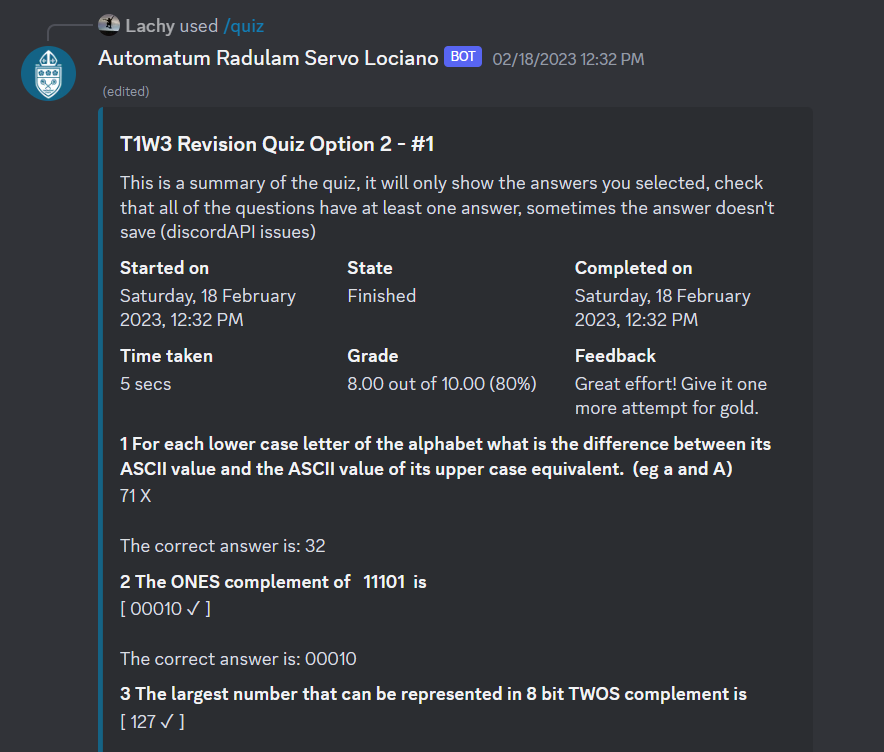 Lachy used /quiz
Automatum Radulam Servo Lociano BOT 02/18/2023 12:32 PM
(edited)
T1W3 Revision Quiz Option 2 - #1
This is a summary of the quiz, it will only show the answers you selected, check
that all of the questions have at least one answer, sometimes the answer doesn't
save (discordAPI issues)
Started on State Completed on
Saturday, 18 February Finished Saturday, 18 February
2023, 12:32 PM 2023, 12:32 PM
Time taken Grade Feedback
5 secs 8.00 out of 10.00 (80%) Great effort! Give it one
more attempt for gold.
1 For each lower case letter of the alphabet what is the difference between its
ASCII value and the ASCII value of its upper case equivalent.  (eg a and A)
71 X
The correct answer is: 32
2 The ONES complement of   11101  is
[ 00010 ✓ ]
The correct answer is: 00010
3 The largest number that can be represented in 8 bit TWOS complement is
[ 127 ✓ ]